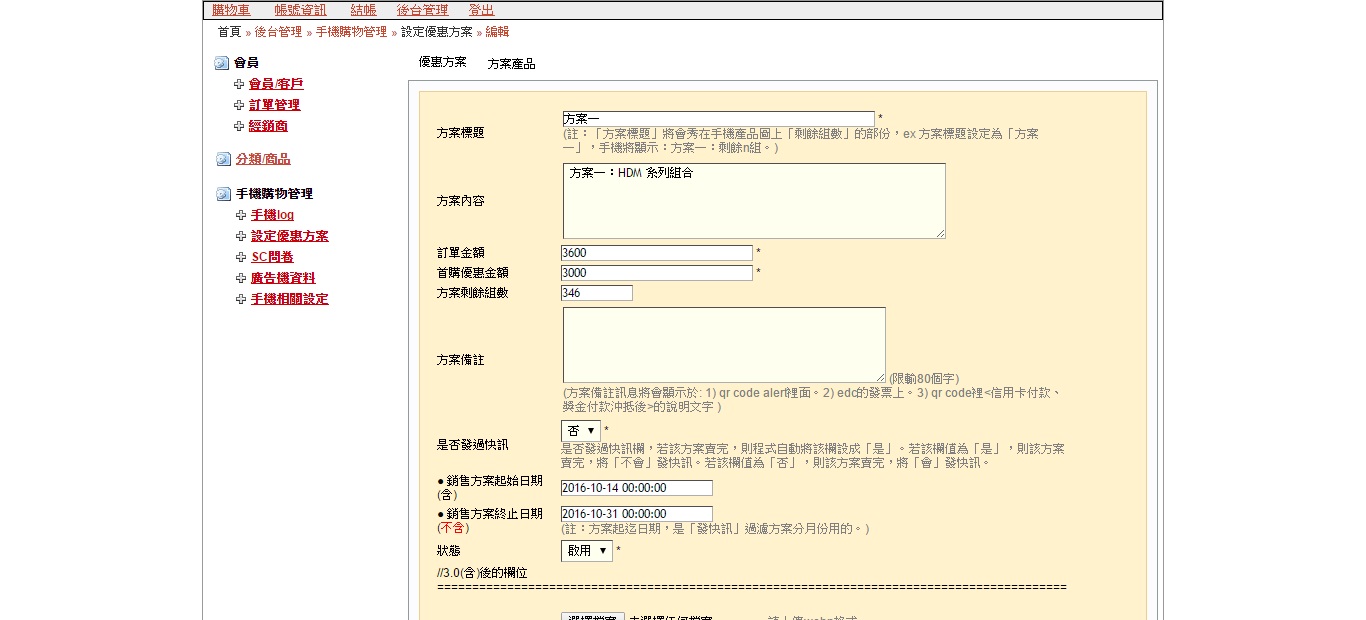 購物車 帳號資訊 結帳 後台管理 登出
首頁 » 後台管理 » 手機購物管理 » 設定優惠方案 » 編輯
會員
會員/客戶
訂單管理
經銷商
分類/商品
手機購物管理
手機log
設定優惠方案
SC問卷
廣告機資料
手機相關設定
優惠方案 方案產品
方案標題
方案一 *
(註：「方案標題」將會秀在手機產品圖上「剩餘組數」的部份，ex 方案標題設定為「方案
一」，手機將顯示：方案一：剩餘n組。)
方案內容
方案一：HDM 系列組合
訂單金額 3600 *
首購優惠金額 3000 *
方案剩餘組數 346
方案備註
(限輸80個字)
(方案備註訊息將會顯示於: 1) qr code alert裡面。2) edc的發票上。3) qr code裡<信用卡付款、
獎金付款沖抵後>的說明文字 )
是否發過快訊
否 *
是否發過快訊欄，若該方案賣完，則程式自動將該欄設成「是」。若該欄值為「是」，則該方案
賣完，將「不會」發快訊。若該欄值為「否」，則該方案賣完，將「會」發快訊。
● 銷售方案起始日期
(含)
2016-10-14 00:00:00
● 銷售方案終止日期
(不含)
2016-10-31 00:00:00
(註：方案起迄日期，是「發快訊」過濾方案分月份用的。)
狀態 啟用 *
//3.0(含)後的欄位
==========================================================================================
選擇檔案 未選擇任何檔案